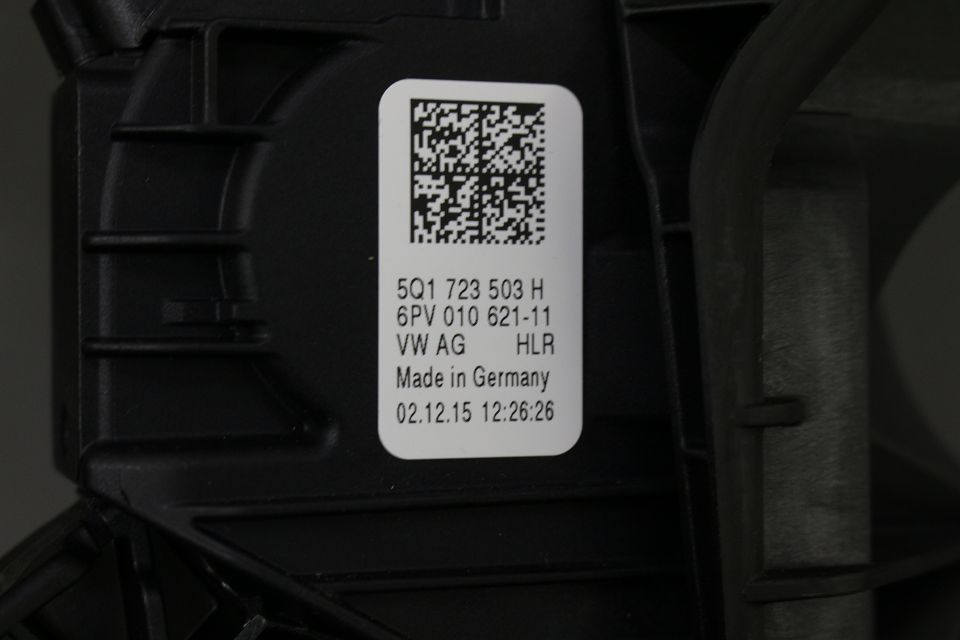 5Q1 723 503 H
6PV 010 621-11
VW AG HLR
Made in Germany
02.12.15 12:26:26